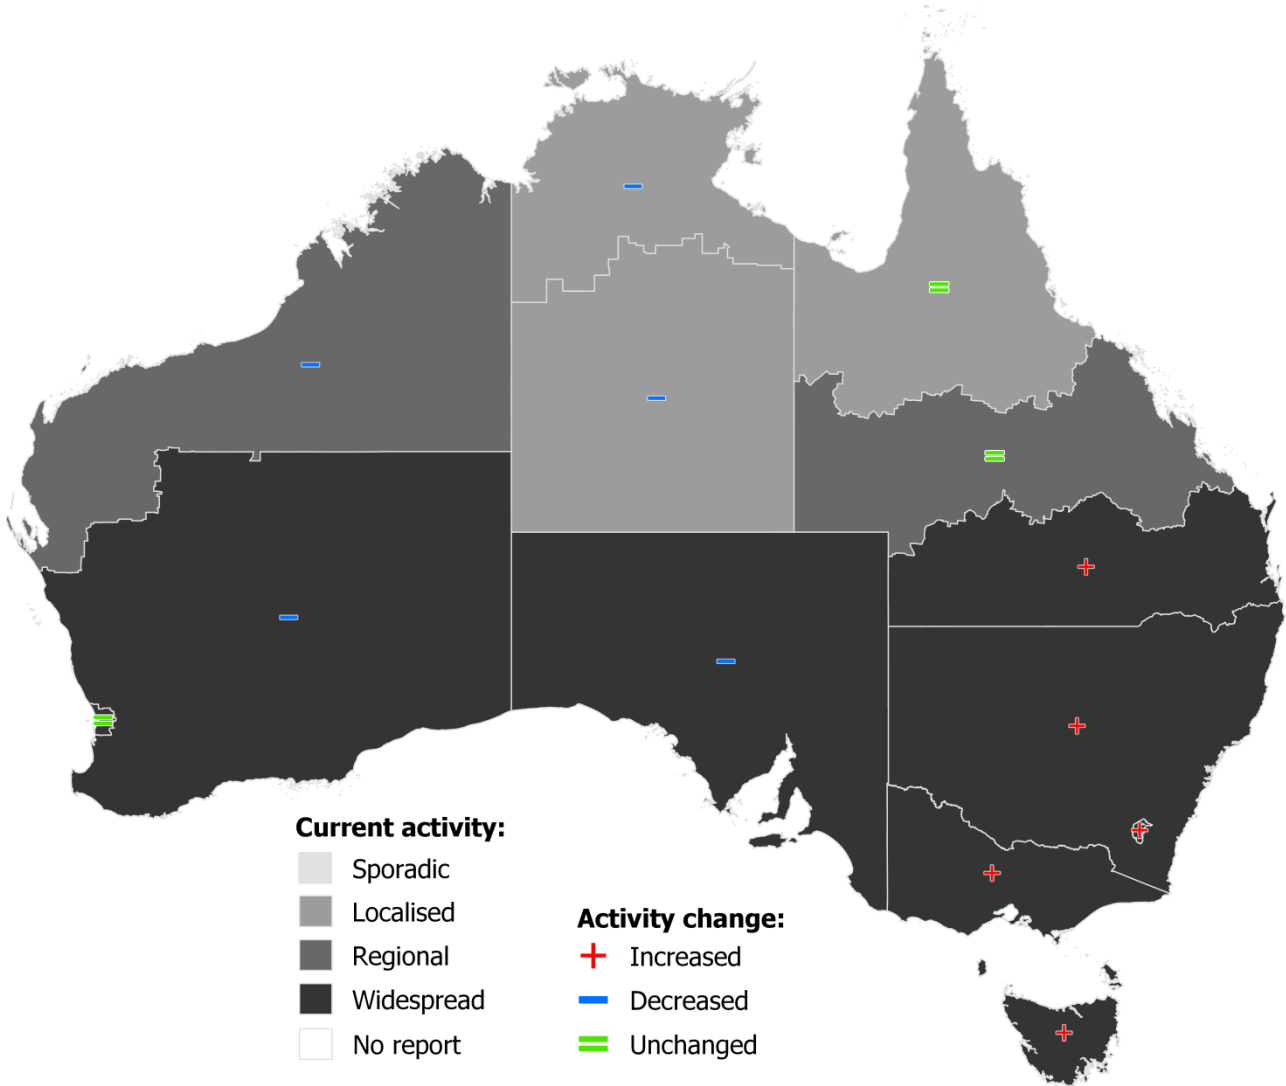 Current activity:
Sporadic
Localised
Regional
Widespread
No report
Activity change:
Increased
Decreased
Unchanged